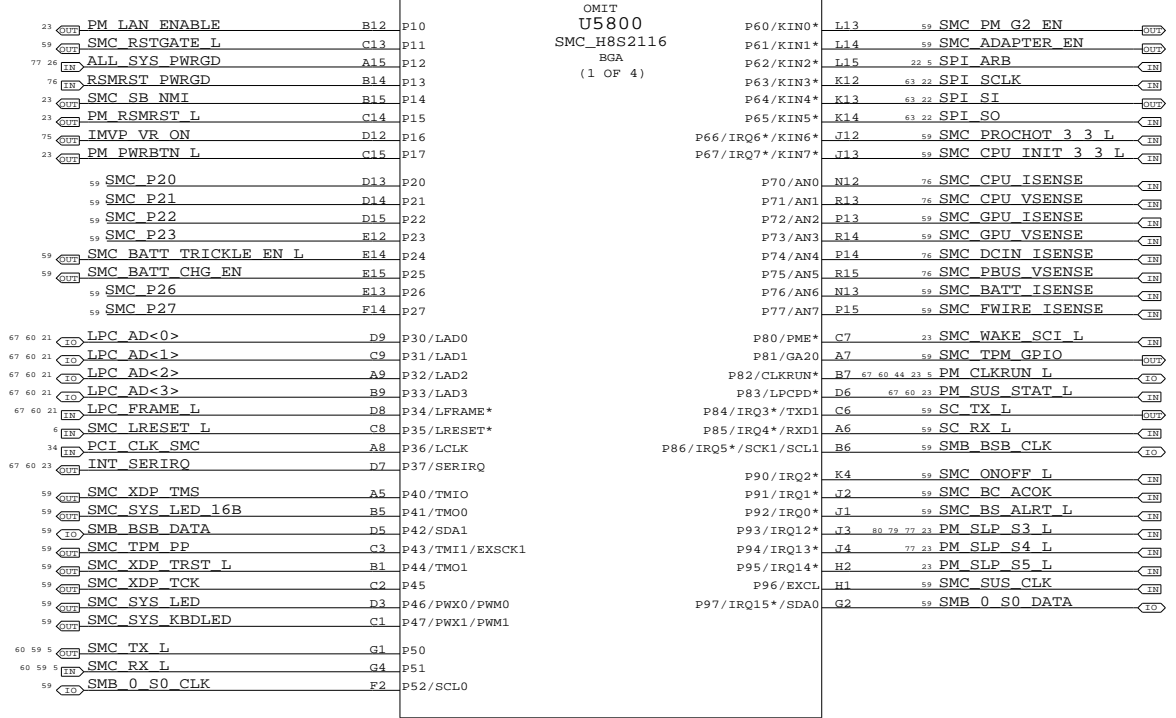 OMIT
U5800
SMC_H8S2116
BGA
(1 OF 4)
23 OUT PM_LAN_ENABLE B12 P10
59 OUT SMC_RSTGATE_L C13 P11
77 26 IN ALL_SYS_PWRGD A15 P12
76 IN RSMRST_PWRGD B14 P13
23 OUT SMC_SB_NMI B15 P14
23 OUT PM_RSMRST_L C14 P15
75 OUT IMVP_VR_ON D12 P16
23 OUT PM_PWRBTN_L C15 P17
59 SMC_P20 D13 P20
59 SMC_P21 D14 P21
59 SMC_P22 D15 P22
59 SMC_P23 E12 P23
59 OUT SMC_BATT_TRICKLE_EN_L E14 P24
59 OUT SMC_BATT_CHG_EN E15 P25
59 SMC_P26 E13 P26
59 SMC_P27 F14 P27
67 60 21 IO LPC_AD<0> D9 P30/LAD0
67 60 21 IO LPC_AD<1> C9 P31/LAD1
67 60 21 IO LPC_AD<2> A9 P32/LAD2
67 60 21 IO LPC_AD<3> B9 P33/LAD3
67 60 21 IN LPC_FRAME_L D8 P34/LFRAME*
6 IN SMC_LRESET_L C8 P35/LRESET*
34 IN PCI_CLK_SMC A8 P36/LCLK
67 60 23 OUT INT_SERIRQ D7 P37/SERIRQ
59 OUT SMC_XDP_TMS A5 P40/TMIO
59 OUT SMC_SYS_LED_16B B5 P41/TMO0
59 IO SMB_BSB_DATA D5 P42/SDA1
59 OUT SMC_TPM_PP C3 P43/TMI1/EXSCK1
59 OUT SMC_XDP_TRST_L B1 P44/TMO1
59 OUT SMC_XDP_TCK C2 P45
59 OUT SMC_SYS_LED D3 P46/PWX0/PWM0
59 OUT SMC_SYS_KBDLED C1 P47/PWX1/PWM1
60 59 5 OUT SMC_TX_L G1 P50
60 59 5 IN SMC_RX_L G4 P51
59 IO SMB_0_S0_CLK F2 P52/SCL0
P60/KIN0* L13 59 SMC_PM_G2_EN OUT
P61/KIN1* L14 59 SMC_ADAPTER_EN OUT
P62/KIN2* L15 22 5 SPI_ARB IN
P63/KIN3* K12 63 22 SPI_SCLK IN
P64/KIN4* K13 63 22 SPI_SI OUT
P65/KIN5* K14 63 22 SPI_SO IN
P66/IRQ6*/KIN6* J12 59 SMC_PROCHOT_3_3_L IN
P67/IRQ7*/KIN7* J13 59 SMC_CPU_INIT_3_3_L IN
P70/AN0 N12 76 SMC_CPU_ISENSE IN
P71/AN1 R13 76 SMC_CPU_VSENSE IN
P72/AN2 P13 59 SMC_GPU_ISENSE IN
P73/AN3 R14 59 SMC_GPU_VSENSE IN
P74/AN4 P14 76 SMC_DCIN_ISENSE IN
P75/AN5 R15 76 SMC_PBUS_VSENSE IN
P76/AN6 N13 59 SMC_BATT_ISENSE IN
P77/AN7 P15 59 SMC_FWIRE_ISENSE IN
P80/PME* C7 23 SMC_WAKE_SCI_L IN
P81/GA20 A7 59 SMC_TPM_GPIO OUT
P82/CLKRUN* B7 67 60 44 23 5 PM_CLKRUN_L IO
P83/LPCPD* D6 67 60 23 PM_SUS_STAT_L IN
P84/IRQ3*/TXD1 C6 59 SC_TX_L OUT
P85/IRQ4*/RXD1 A6 59 SC_RX_L IN
P86/IRQ5*/SCK1/SCL1 B6 59 SMB_BSB_CLK IO
P90/IRQ2* K4 59 SMC_ONOFF_L IN
P91/IRQ1* J2 59 SMC_BC_ACOK IN
P92/IRQ0* J1 59 SMC_BS_ALRT_L IN
P93/IRQ12* J3 80 79 77 23 PM_SLP_S3_L IN
P94/IRQ13* J4 77 23 PM_SLP_S4_L IN
P95/IRQ14* H2 23 PM_SLP_S5_L IN
P96/EXCL H1 59 SMC_SUS_CLK IN
P97/IRQ15*/SDA0 G2 59 SMB_0_S0_DATA IO